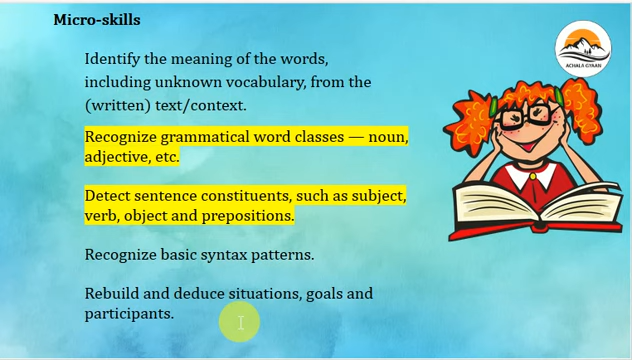 Micro-skills
Identify the meaning of the words,
including unknown vocabulary, from the
(written) text/context.
Recognize grammatical word classes — noun,
adjective, etc.
Detect sentence constituents, such as subject,
verb, object and prepositions.
Recognize basic syntax patterns.
Rebuild and deduce situations, goals and
participants.
ACHALA GYAAN